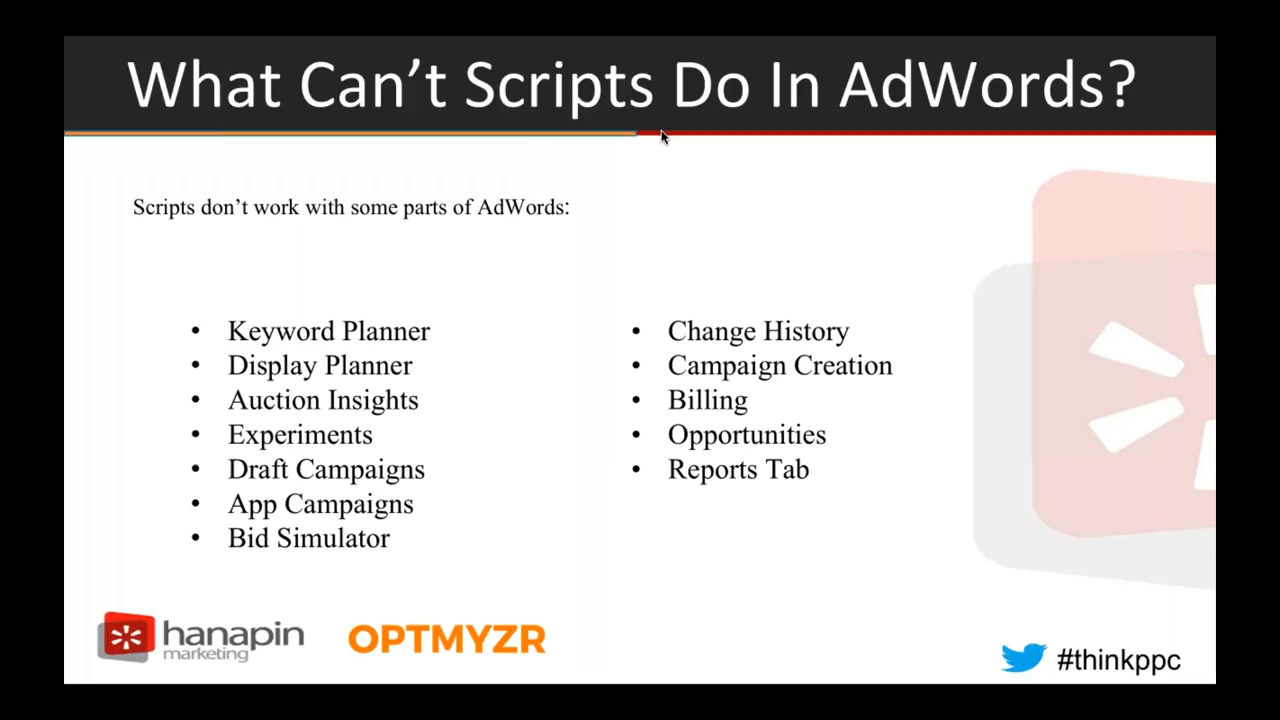 What Can’t Scripts Do In AdWords?
Scripts don’t work with some parts of AdWords:
• Keyword Planner
• Display Planner
• Auction Insights
• Experiments
• Draft Campaigns
• App Campaigns
• Bid Simulator
• Change History
• Campaign Creation
• Billing
• Opportunities
• Reports Tab
hanapin
marketing
OPTMYZR
#thinkppc